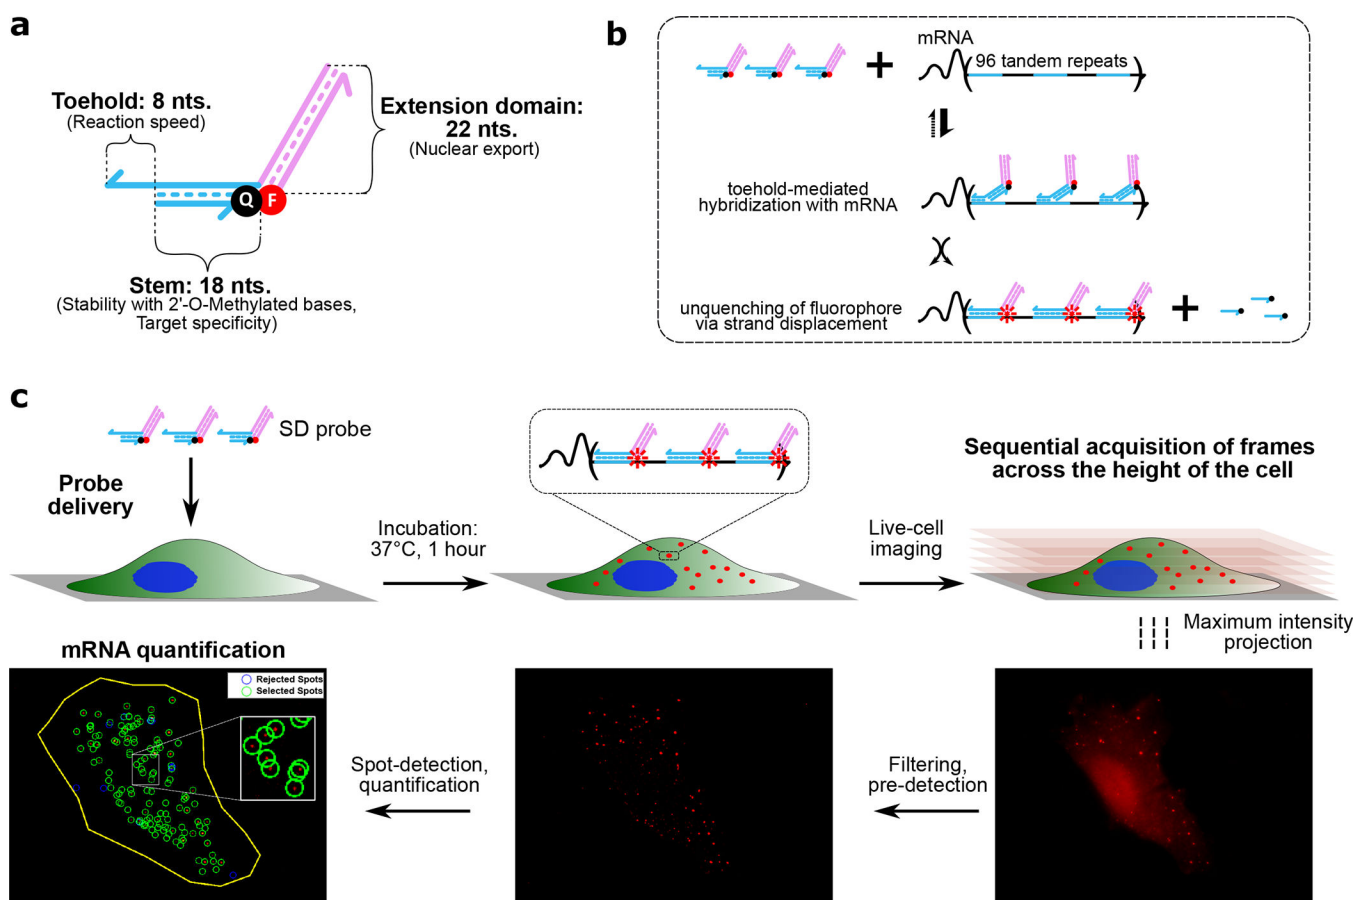 a
Toehold: 8 nts.
(Reaction speed)
Extension domain:
22 nts.
(Nuclear export)
Q
F
Stem: 18 nts.
(Stability with 2'-O-Methylated bases,
Target specificity)
b
mRNA
96 tandem repeats
toehold-mediated
hybridization with mRNA
unquenching of fluorophore
via strand displacement
c
SD probe
Probe
delivery
Incubation:
37°C, 1 hour
Live-cell
imaging
Sequential acquisition of frames
across the height of the cell
Maximum intensity
projection
mRNA quantification
Rejected Spots
Selected Spots
Spot-detection,
quantification
Filtering,
pre-detection